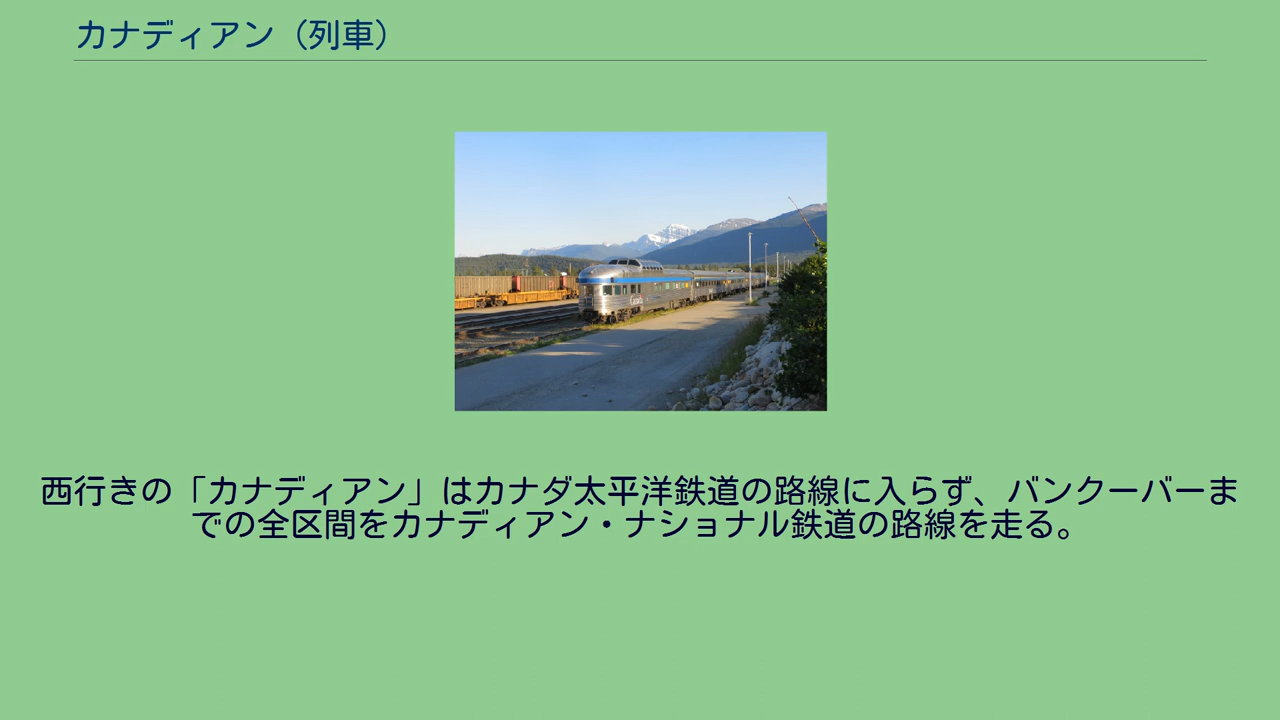 カナディアン（列車）
西行きの「カナディアン」はカナダ太平洋鉄道の路線に入らず、バンクーバーま
での全区間をカナディアン・ナショナル鉄道の路線を走る。
Canada